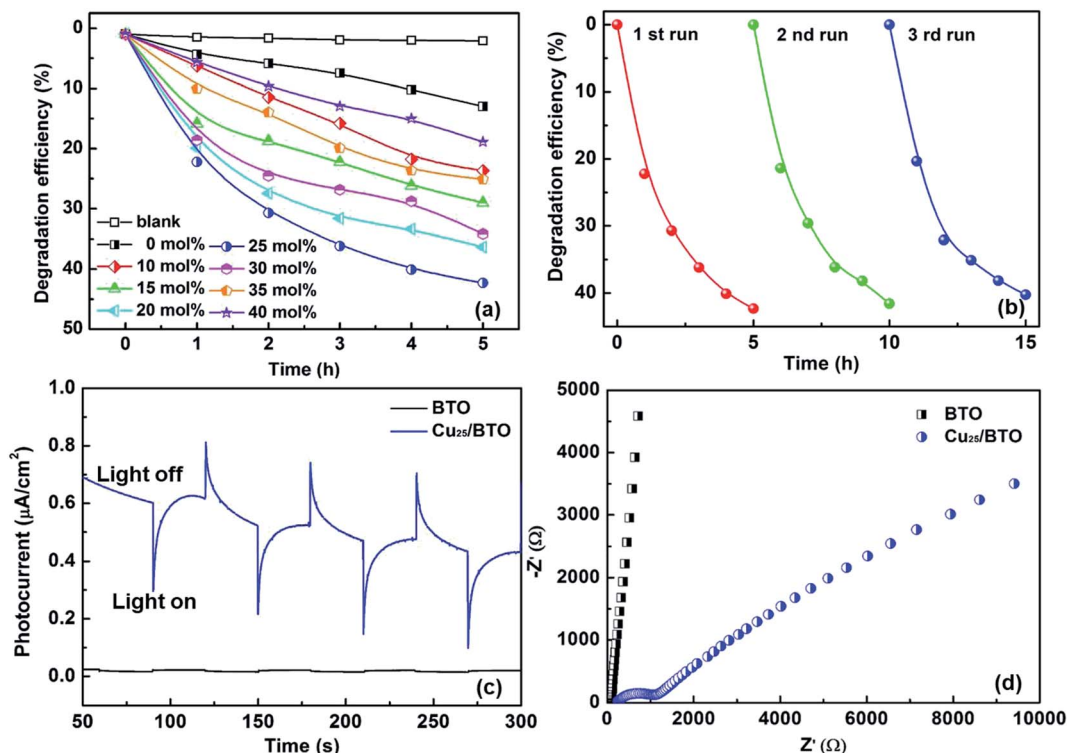 Degradation efficiency (%)
0
10
20
30
40
50
blank
0 mol%
10 mol%
15 mol%
20 mol%
25 mol%
30 mol%
35 mol%
40 mol%
(a)
0 1 2 3 4 5
Time (h)
Degradation efficiency (%)
0
10
20
30
40
1 st run
2 nd run
3 rd run
(b)
0 5 10 15
Time (h)
Photocurrent (μA/cm²)
1.0
0.8
0.6
0.4
0.2
0.0
BTO
Cu₂₅/BTO
Light off
Light on
(c)
50 100 150 200 250 300
Time (s)
-Z' (Ω)
5000
4000
3000
2000
1000
0
BTO
Cu₂₅/BTO
(d)
0 2000 4000 6000 8000 10000
Z' (Ω)